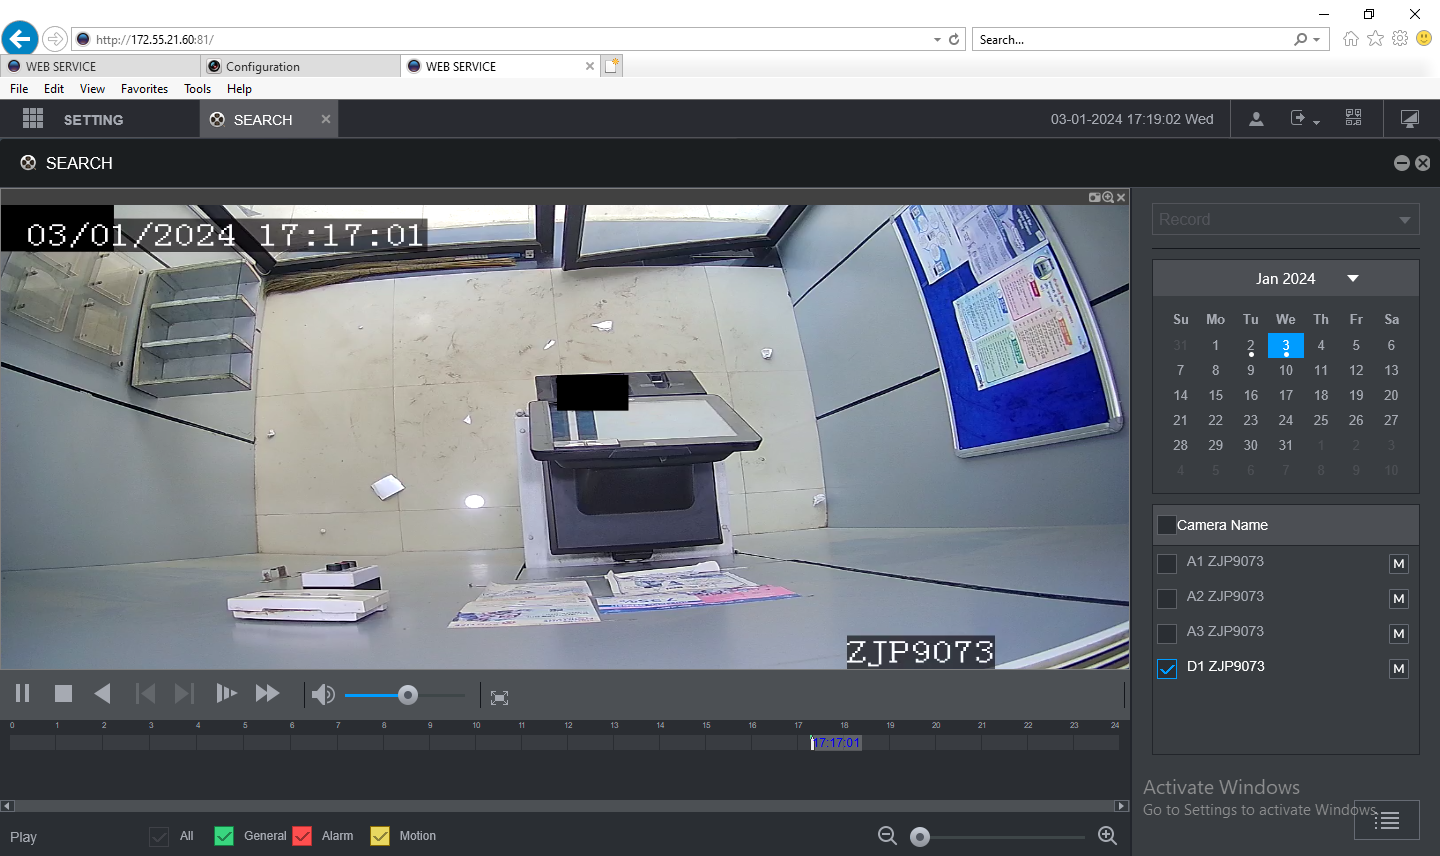 http://172.55.21.60:81/
Search...
WEB SERVICE
Configuration
WEB SERVICE
File Edit View Favorites Tools Help
SETTING
SEARCH
03-01-2024 17:19:02 Wed
SEARCH
03/01/2024 17:17:01
ZJP9073
Record
Jan 2024
Su Mo Tu We Th Fr Sa
31 1 2 3 4 5 6
7 8 9 10 11 12 13
14 15 16 17 18 19 20
21 22 23 24 25 26 27
28 29 30 31 1 2 3
4 5 6 7 8 9 10
Camera Name
A1 ZJP9073 M
A2 ZJP9073 M
A3 ZJP9073 M
D1 ZJP9073 M
0 1 2 3 4 5 6 7 8 9 10 11 12 13 14 15 16 17 18 19 20 21 22 23 24
17:17:01
Play
All
General
Alarm
Motion
Activate Windows
Go to Settings to activate Windows.